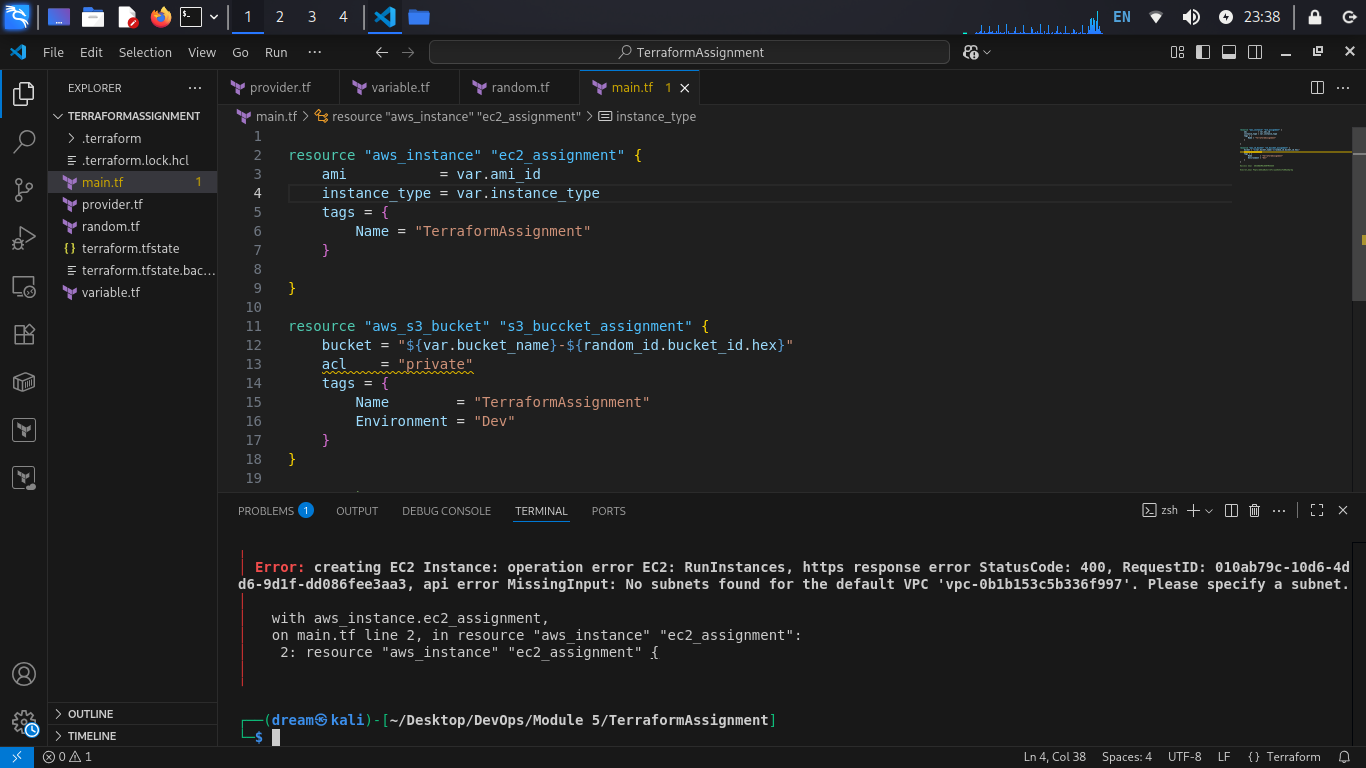 1 2 3 4 EN 23:38
File Edit Selection View Go Run ··· TerraformAssignment
EXPLORER ···
TERRAFORMASSIGNMENT
.terraform
.terraform.lock.hcl
main.tf 1
provider.tf
random.tf
{} terraform.tfstate
terraform.tfstate.bac...
variable.tf
OUTLINE
TIMELINE
provider.tf variable.tf random.tf main.tf 1
main.tf > resource "aws_instance" "ec2_assignment" > instance_type
1
2 resource "aws_instance" "ec2_assignment" {
3     ami           = var.ami_id
4     instance_type = var.instance_type
5     tags = {
6         Name = "TerraformAssignment"
7     }
8
9 }
10
11 resource "aws_s3_bucket" "s3_buccket_assignment" {
12     bucket = "${var.bucket_name}-${random_id.bucket_id.hex}"
13     acl    = "private"
14     tags = {
15         Name        = "TerraformAssignment"
16         Environment = "Dev"
17     }
18 }
19
PROBLEMS 1 OUTPUT DEBUG CONSOLE TERMINAL PORTS zsh
Error: creating EC2 Instance: operation error EC2: RunInstances, https response error StatusCode: 400, RequestID: 010ab79c-10d6-4d
d6-9d1f-dd086fee3aa3, api error MissingInput: No subnets found for the default VPC 'vpc-0b1b153c5b336f997'. Please specify a subnet.
with aws_instance.ec2_assignment,
on main.tf line 2, in resource "aws_instance" "ec2_assignment":
2: resource "aws_instance" "ec2_assignment" {
┌──(dream㉿kali)-[~/Desktop/DevOps/Module 5/TerraformAssignment]
└─$
0 1 Ln 4, Col 38 Spaces: 4 UTF-8 LF {} Terraform